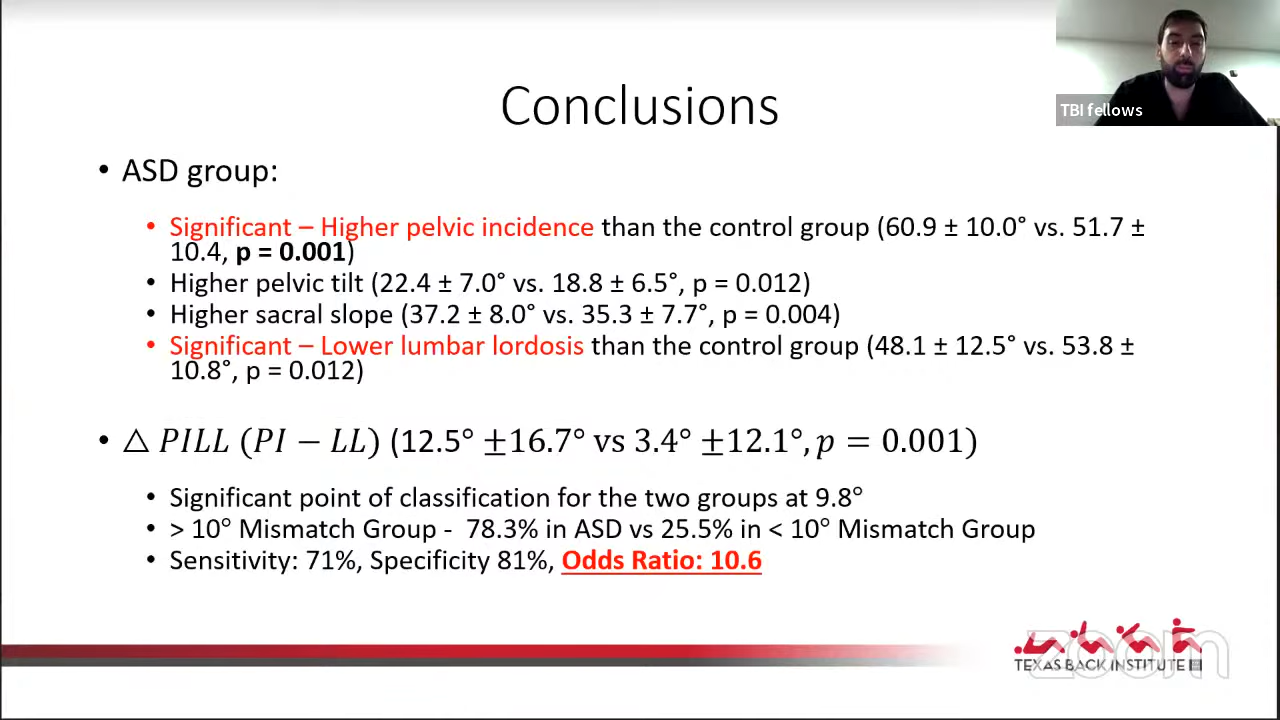 TBI fellows
Conclusions
• ASD group:
• Significant – Higher pelvic incidence than the control group (60.9 ± 10.0° vs. 51.7 ±
10.4, p = 0.001)
• Higher pelvic tilt (22.4 ± 7.0° vs. 18.8 ± 6.5°, p = 0.012)
• Higher sacral slope (37.2 ± 8.0° vs. 35.3 ± 7.7°, p = 0.004)
• Significant – Lower lumbar lordosis than the control group (48.1 ± 12.5° vs. 53.8 ±
10.8°, p = 0.012)
• △ PILL (PI − LL) (12.5° ±16.7° vs 3.4° ±12.1°, p = 0.001)
• Significant point of classification for the two groups at 9.8°
• > 10° Mismatch Group - 78.3% in ASD vs 25.5% in < 10° Mismatch Group
• Sensitivity: 71%, Specificity 81%, Odds Ratio: 10.6
zoom
TEXAS BACK INSTITUTE